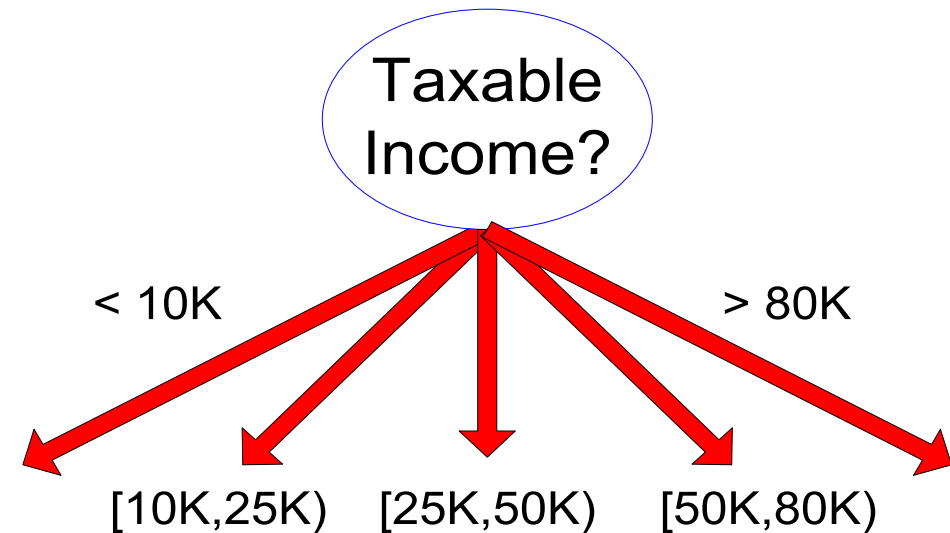 Taxable
Income?
< 10K
> 80K
[10K,25K)
[25K,50K)
[50K,80K)